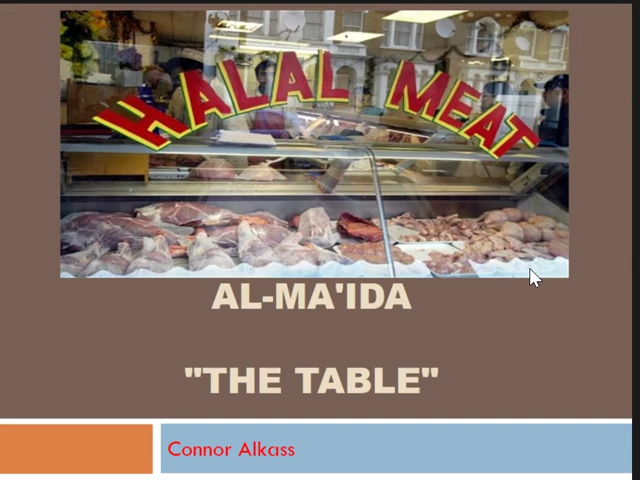 HALAL MEAT
AL-MA'IDA
"THE TABLE"
Connor Alkass